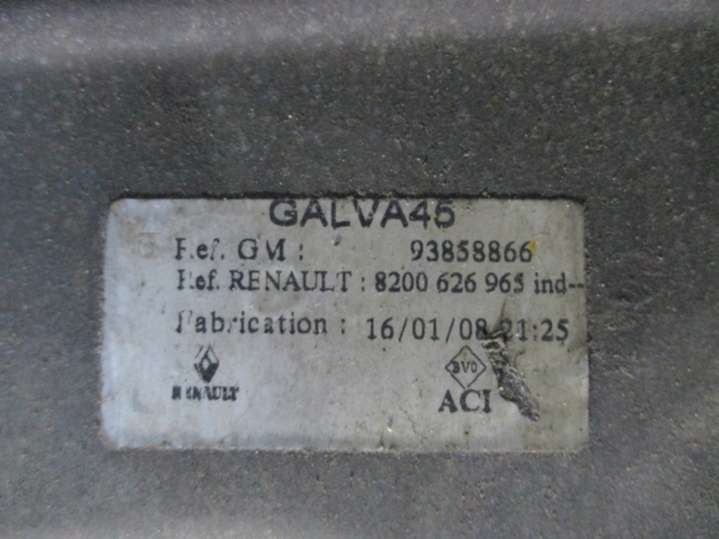 GALVA45
Ref. GM : 93858866
Ref. RENAULT : 8200 626 965 ind--
Fabrication : 16/01/08 21:25
RENAULT
BVO
ACI